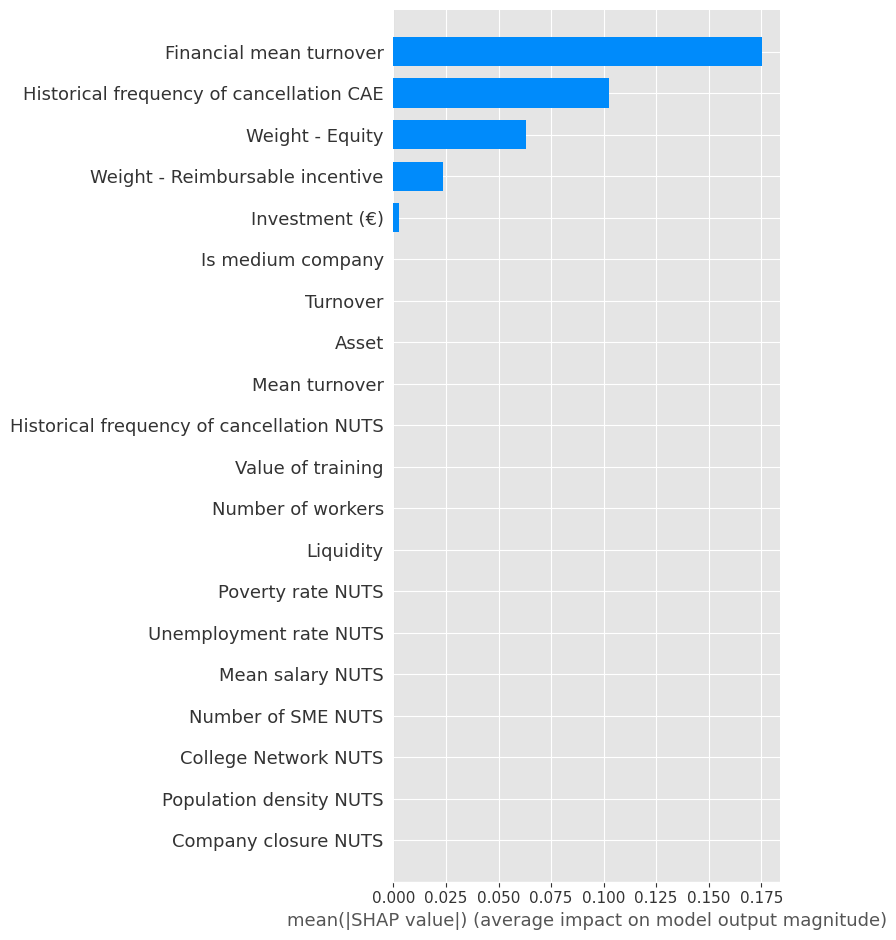 Financial mean turnover
Historical frequency of cancellation CAE
Weight - Equity
Weight - Reimbursable incentive
Investment (€)
Is medium company
Turnover
Asset
Mean turnover
Historical frequency of cancellation NUTS
Value of training
Number of workers
Liquidity
Poverty rate NUTS
Unemployment rate NUTS
Mean salary NUTS
Number of SME NUTS
College Network NUTS
Population density NUTS
Company closure NUTS
0.000 0.025 0.050 0.075 0.100 0.125 0.150 0.175
mean(|SHAP value|) (average impact on model output magnitude)